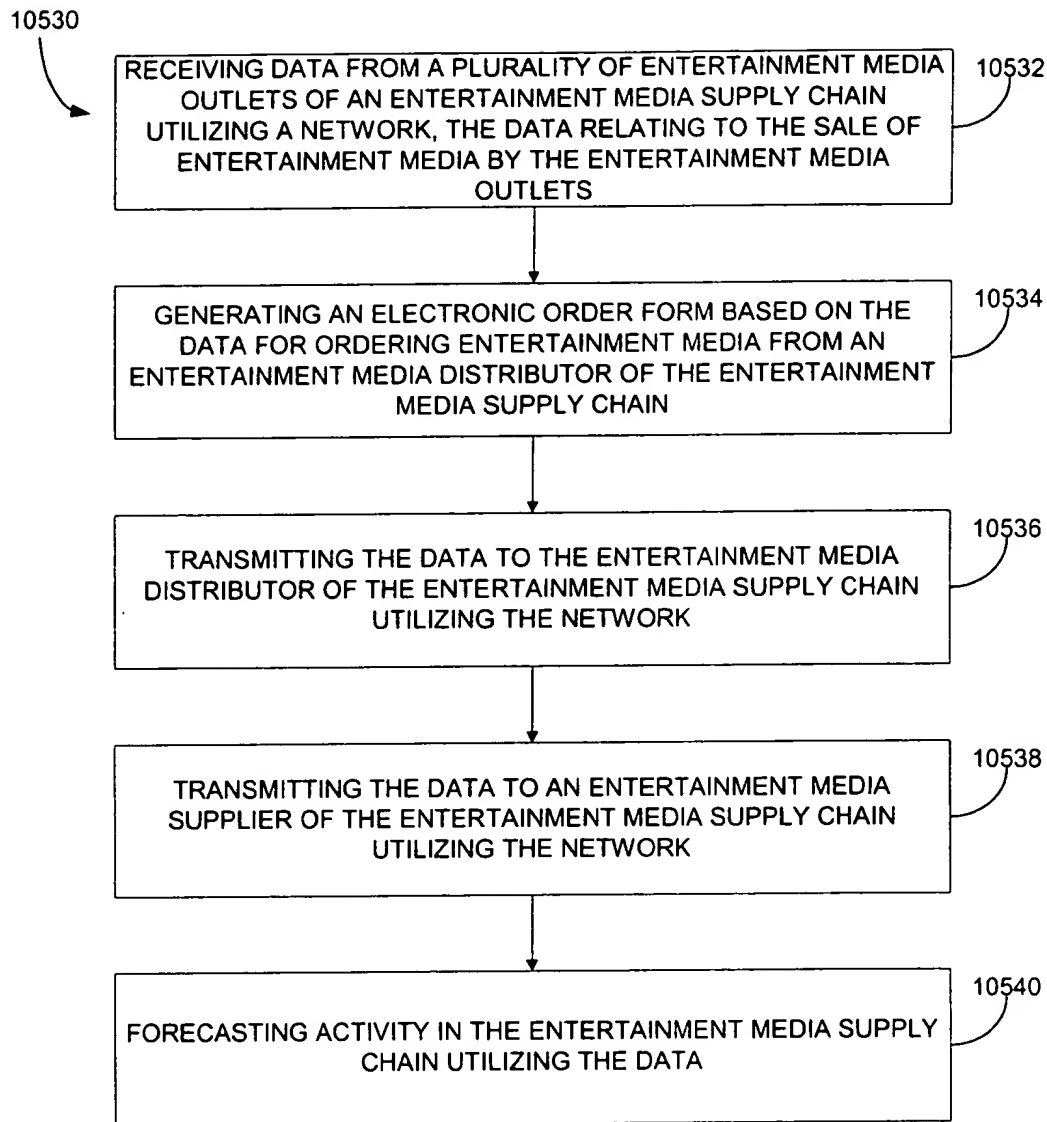 10530
RECEIVING DATA FROM A PLURALITY OF ENTERTAINMENT MEDIA
10532
OUTLETS OF AN ENTERTAINMENT MEDIA SUPPLY CHAIN
UTILIZING A NETWORK, THE DATA RELATING TO THE SALE OF
ENTERTAINMENT MEDIA BY THE ENTERTAINMENT MEDIA
OUTLETS
10534
GENERATING AN ELECTRONIC ORDER FORM BASED ON THE
DATA FOR ORDERING ENTERTAINMENT MEDIA FROM AN
ENTERTAINMENT MEDIA DISTRIBUTOR OF THE ENTERTAINMENT
MEDIA SUPPLY CHAIN
10536
TRANSMITTING THE DATA TO THE ENTERTAINMENT MEDIA
DISTRIBUTOR OF THE ENTERTAINMENT MEDIA SUPPLY CHAIN
UTILIZING THE NETWORK
10538
TRANSMITTING THE DATA TO AN ENTERTAINMENT MEDIA
SUPPLIER OF THE ENTERTAINMENT MEDIA SUPPLY CHAIN
UTILIZING THE NETWORK
10540
FORECASTING ACTIVITY IN THE ENTERTAINMENT MEDIA SUPPLY
CHAIN UTILIZING THE DATA